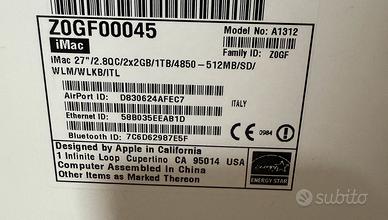 Z0GF00045
Model No: A1312
iMac
Family ID: Z0GF
iMac 27"/2.8QC/2x2GB/1TB/4850-512MB/SD/
WLM/WLKB/ITL
AirPort ID: D830624AFEC7
ITALY
Ethernet ID: 58B035EEAB1D
CE 0984
Bluetooth ID: 7C6D62987E5F
Designed by Apple in California
1 Infinite Loop Cupertino CA 95014 USA
Computer Assembled In China
Other Items as Marked Thereon
ENERGY STAR
subito